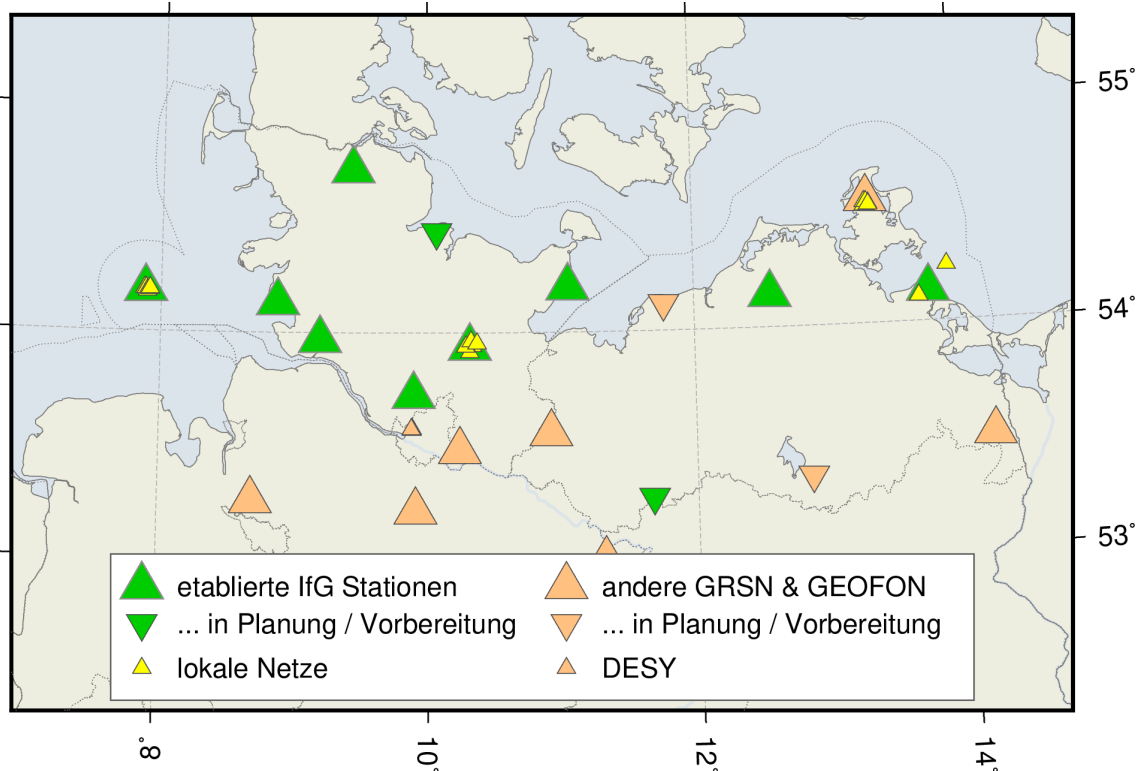 55°
54°
53°
etablierte IfG Stationen
andere GRSN & GEOFON
... in Planung / Vorbereitung
... in Planung / Vorbereitung
lokale Netze
DESY
8°
10°
12°
14°